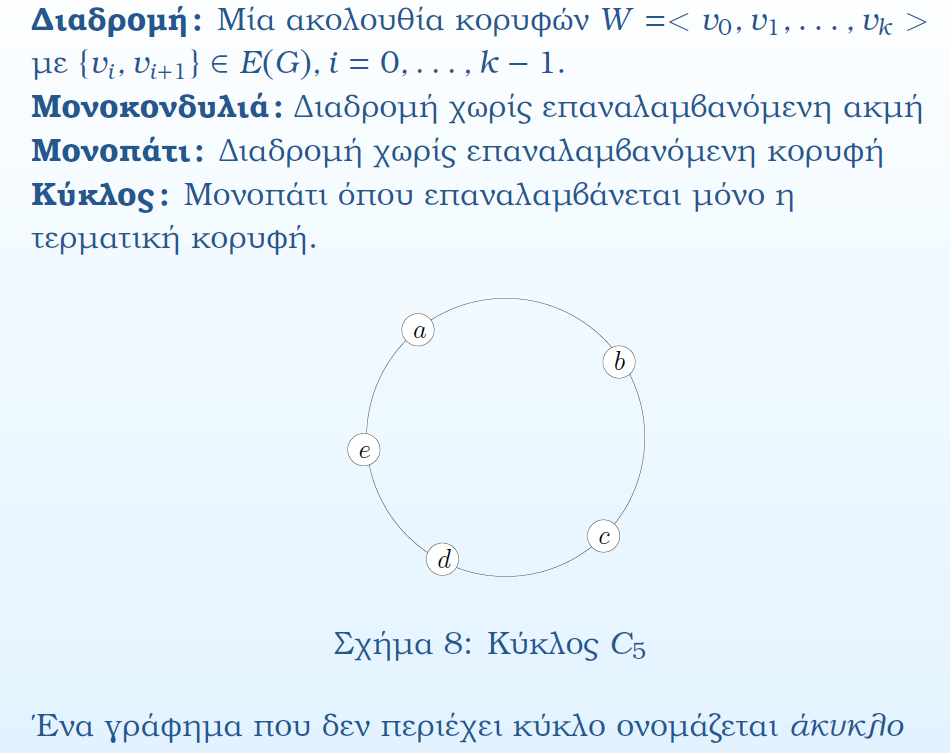 Διαδρομή: Μία ακολουθία κορυφών W =< v₀, v₁, . . . , vₖ >
με {vᵢ, vᵢ₊₁} ∈ E(G), i = 0, . . . , k − 1.
Μονοκονδυλιά: Διαδρομή χωρίς επαναλαμβανόμενη ακμή
Μονοπάτι: Διαδρομή χωρίς επαναλαμβανόμενη κορυφή
Κύκλος: Μονοπάτι όπου επαναλαμβάνεται μόνο η
τερματική κορυφή.
a
b
e
c
d
Σχήμα 8: Κύκλος C₅
Ένα γράφημα που δεν περιέχει κύκλο ονομάζεται άκυκλο